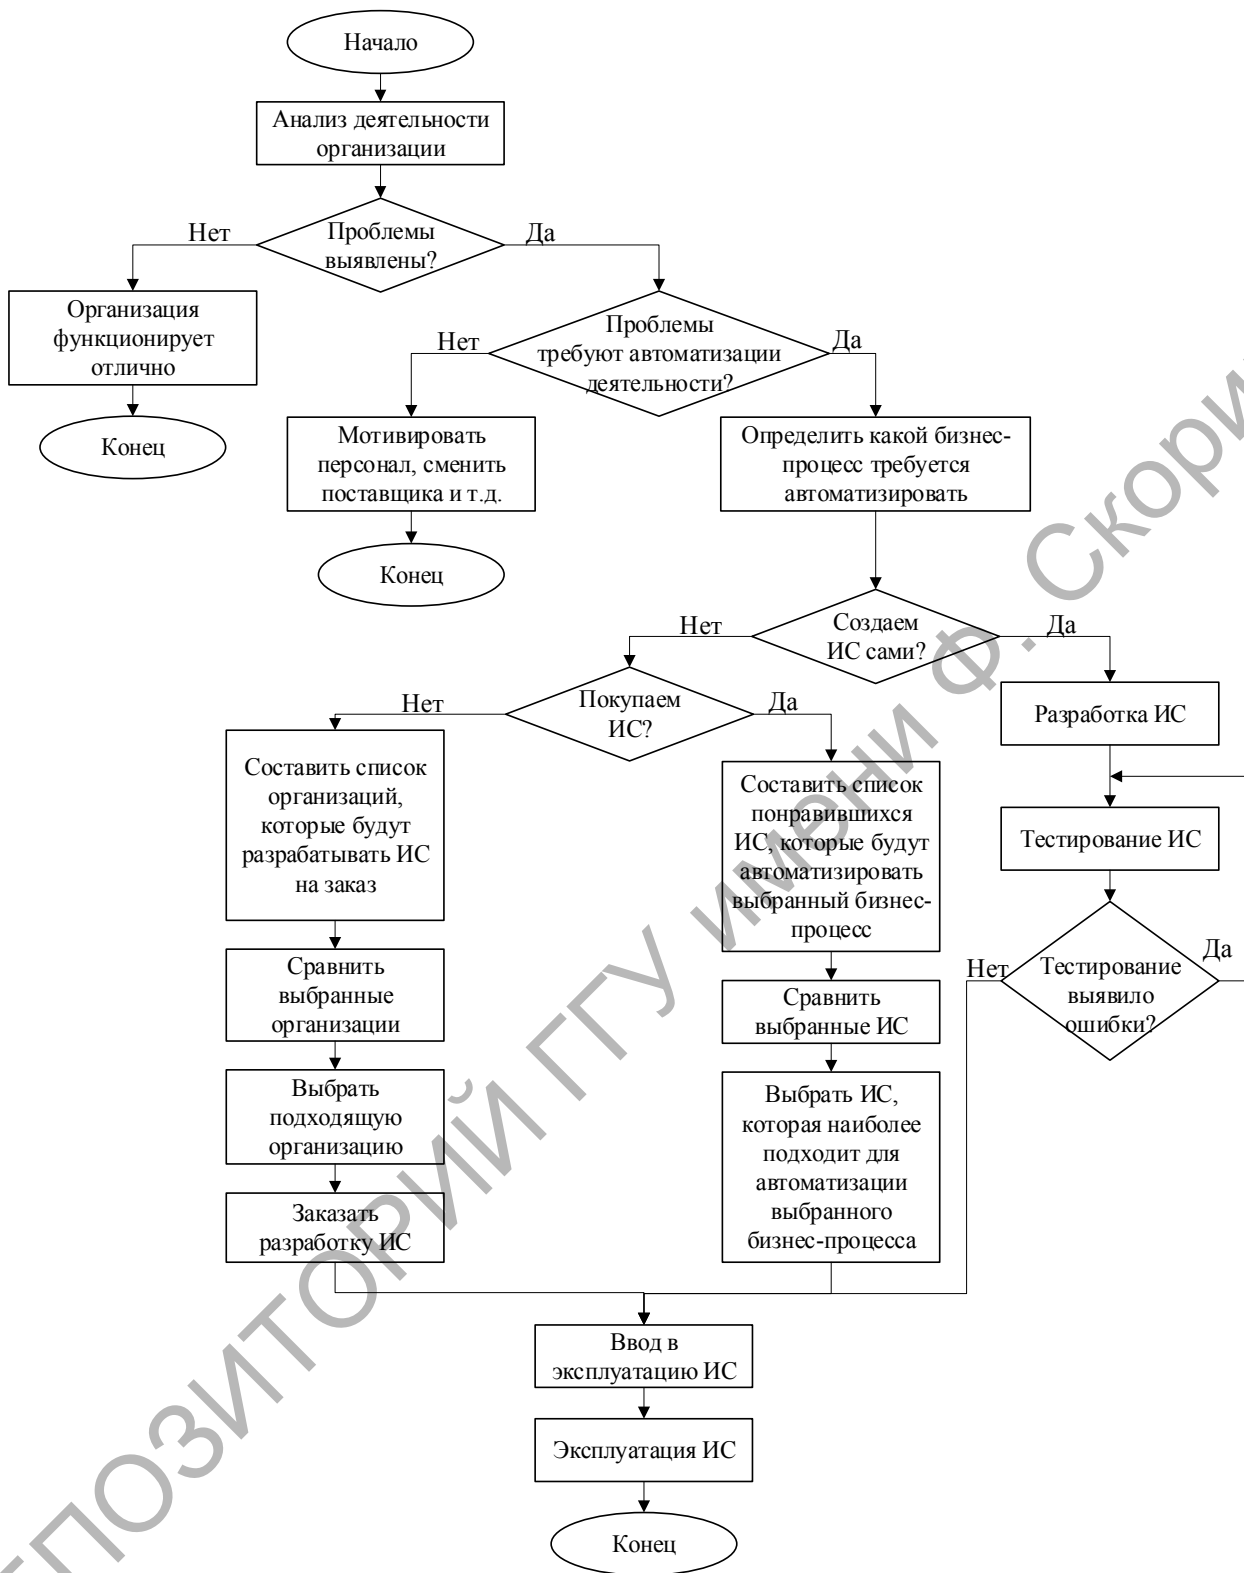 Начало
Анализ деятельности
организации
Проблемы
выявлены?
Нет
Да
Организация
функционирует
отлично
Конец
Проблемы
требуют автоматизации
деятельности?
Нет
Да
Мотивировать
персонал, сменить
поставщика и т.д.
Конец
Определить какой бизнес-
процесс требуется
автоматизировать
Создаем
ИС сами?
Нет
Да
Покупаем
ИС?
Нет
Да
Разработка ИС
Составить список
организаций,
которые будут
разрабатывать ИС
на заказ
Составить список
понравившихся
ИС, которые будут
автоматизировать
выбранный бизнес-
процесс
Тестирование ИС
Тестирование
выявило
ошибки?
Нет
Да
Сравнить
выбранные
организации
Сравнить
выбранные ИС
Выбрать
подходящую
организацию
Выбрать ИС,
которая наиболее
подходит для
автоматизации
выбранного
бизнес-процесса
Заказать
разработку ИС
Ввод в
эксплуатацию ИС
Эксплуатация ИС
Конец
ГГУ имени Ф.